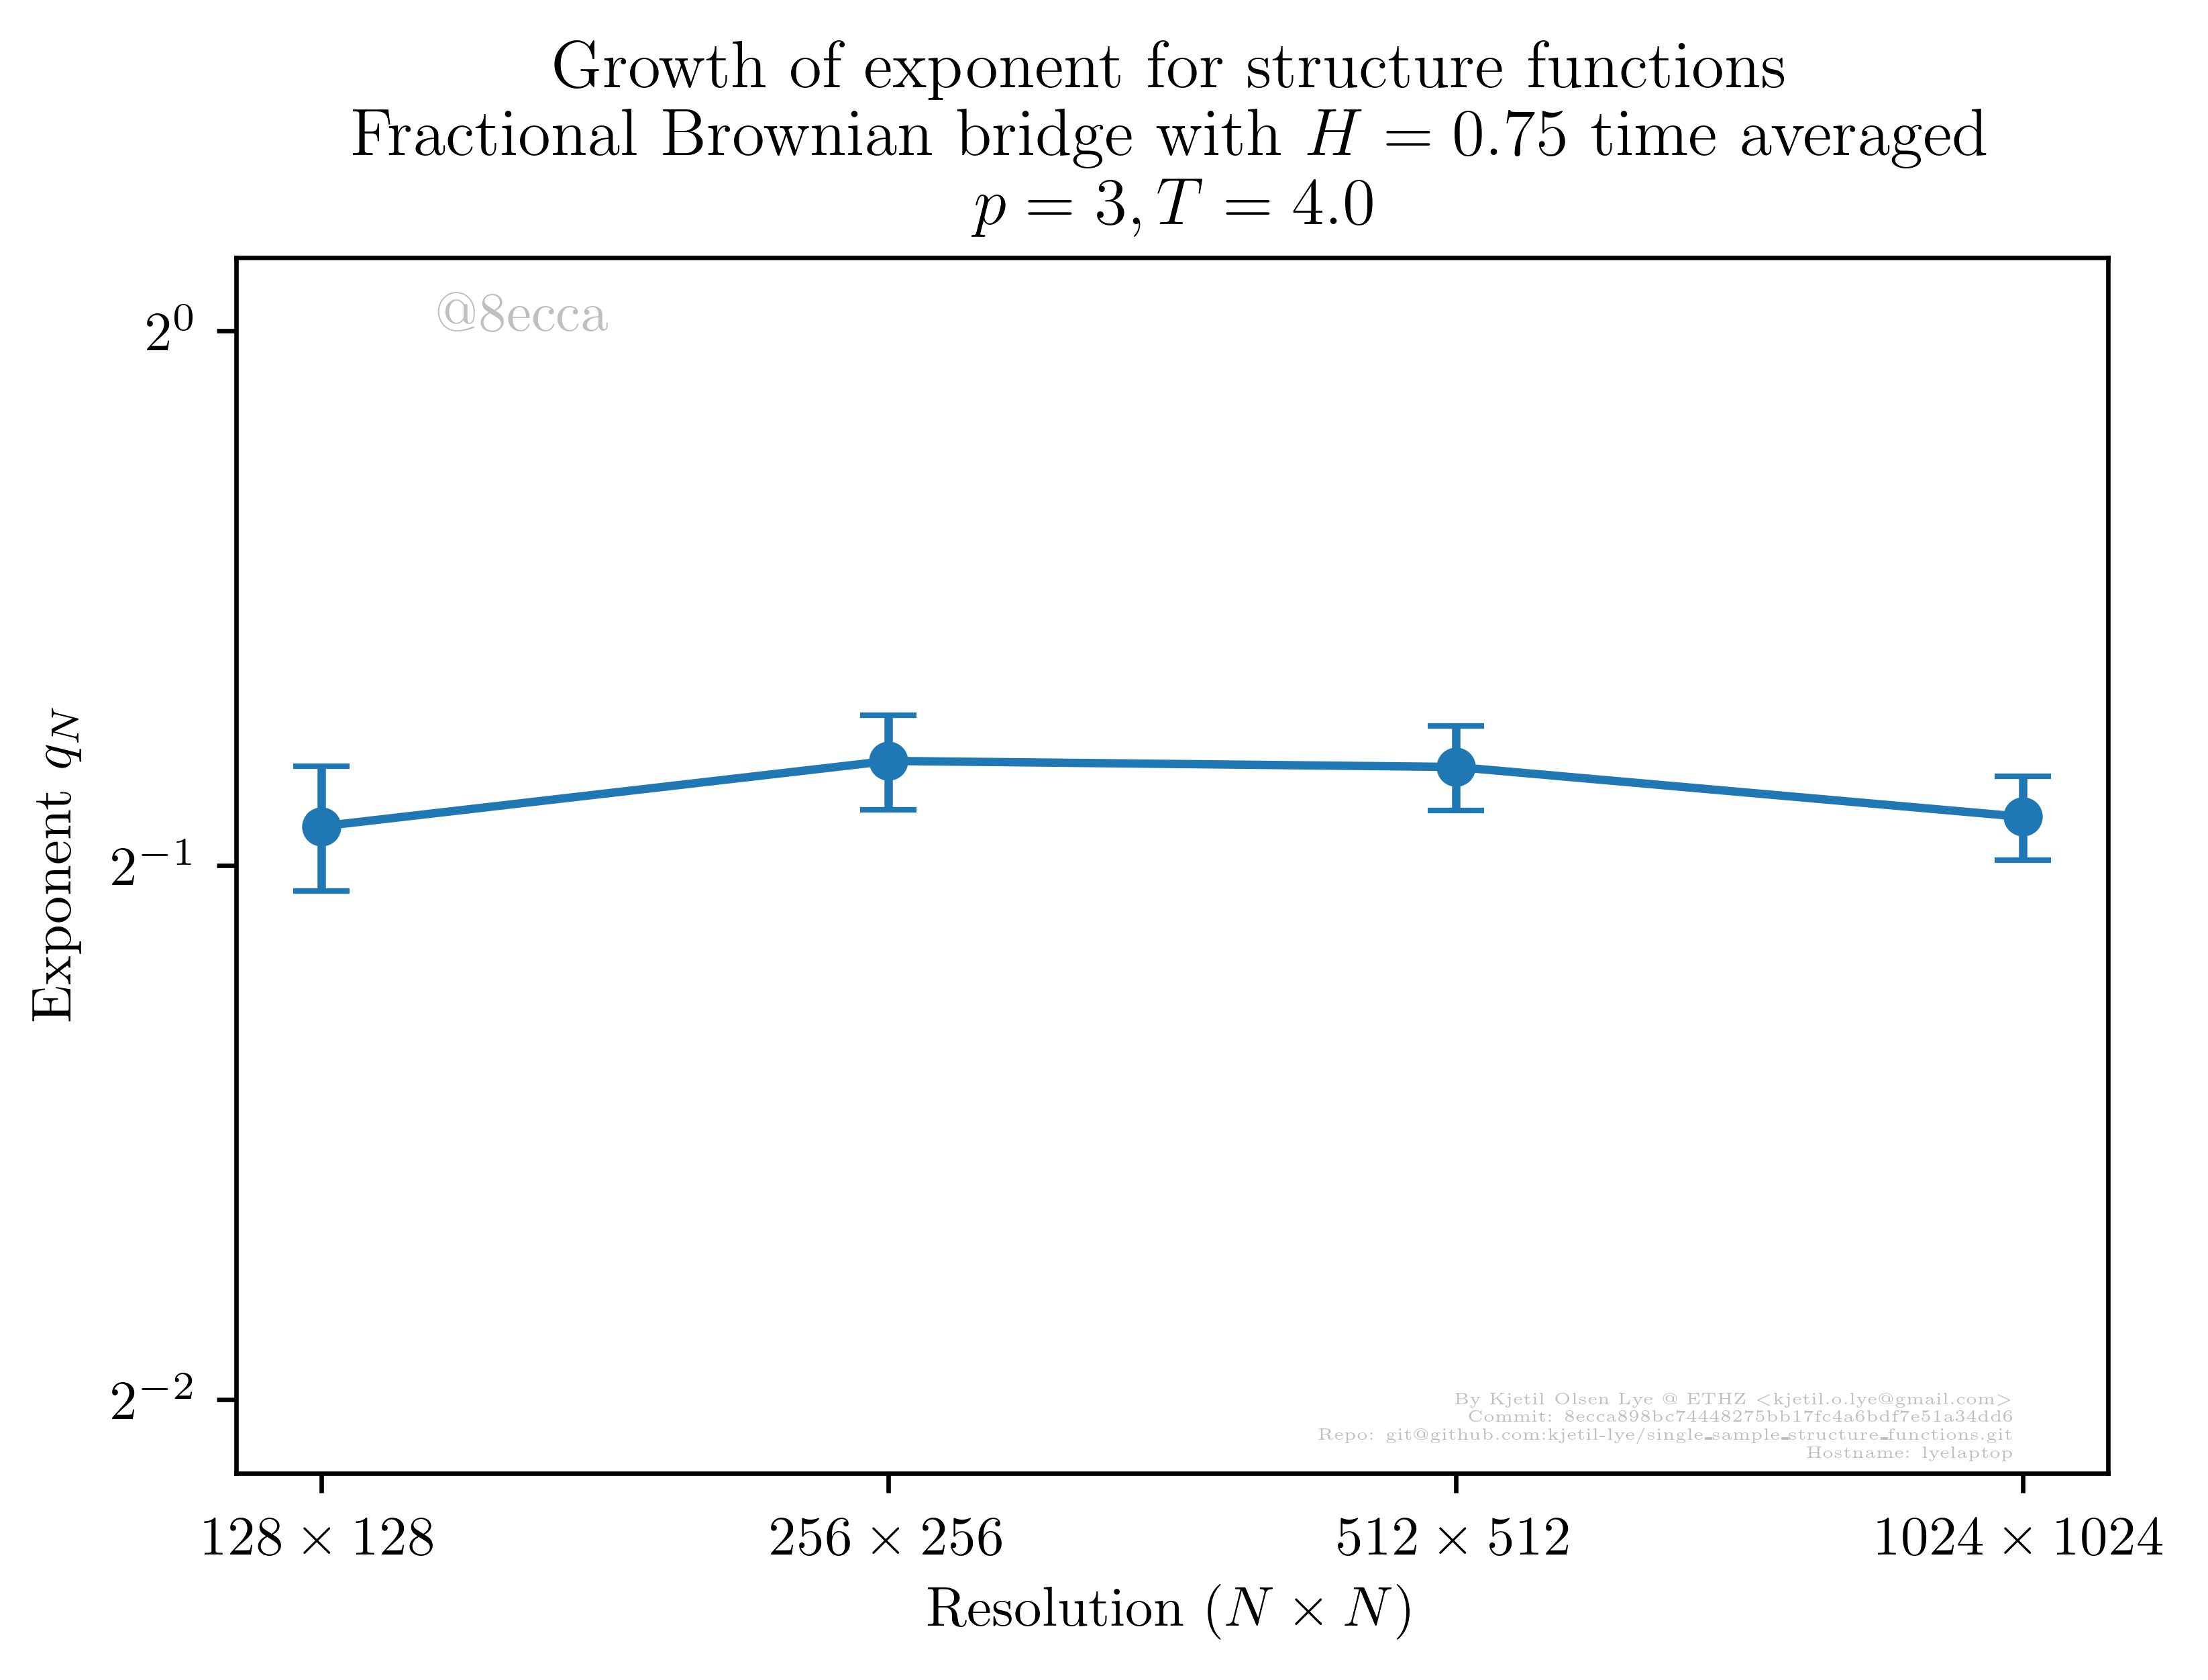 Growth of exponent for structure functions
Fractional Brownian bridge with H = 0.75 time averaged
p = 3, T = 4.0
@8ecca
2⁰
2⁻¹
2⁻²
Exponent q_N
By Kjetil Olsen Lye @ ETHZ <kjetil.o.lye@gmail.com>
Commit: 8ecca898bc74448275bb17fc4a6bdf7e51a34dd6
Repo: git@github.com:kjetil-lye/single_sample_structure_functions.git
Hostname: lyelaptop
128 × 128 256 × 256 512 × 512 1024 × 1024
Resolution (N × N)